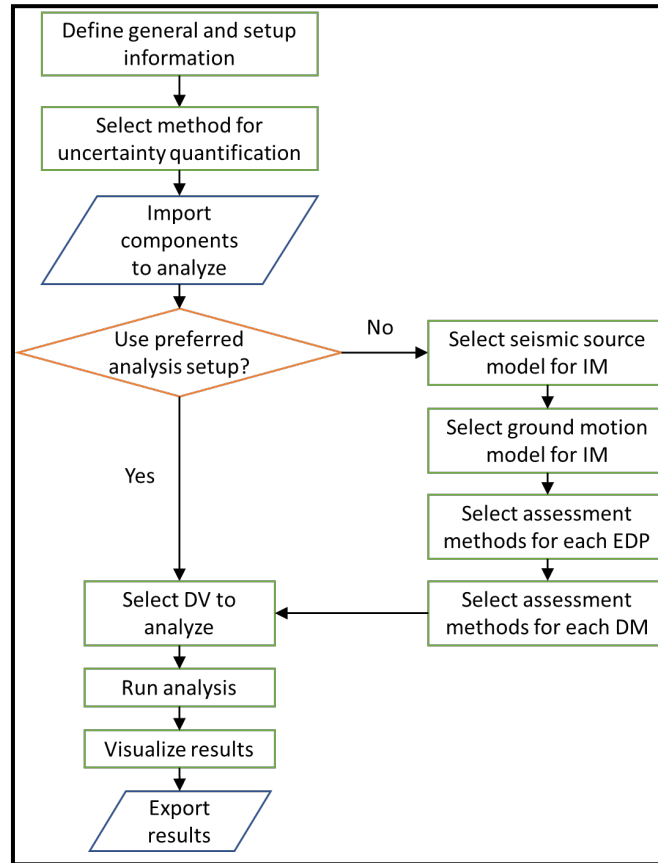 Define general and setup
information
Select method for
uncertainty quantification
Import
components
to analyze
Use preferred
analysis setup?
No
Yes
Select seismic source
model for IM
Select ground motion
model for IM
Select assessment
methods for each EDP
Select assessment
methods for each DM
Select DV to
analyze
Run analysis
Visualize results
Export
results